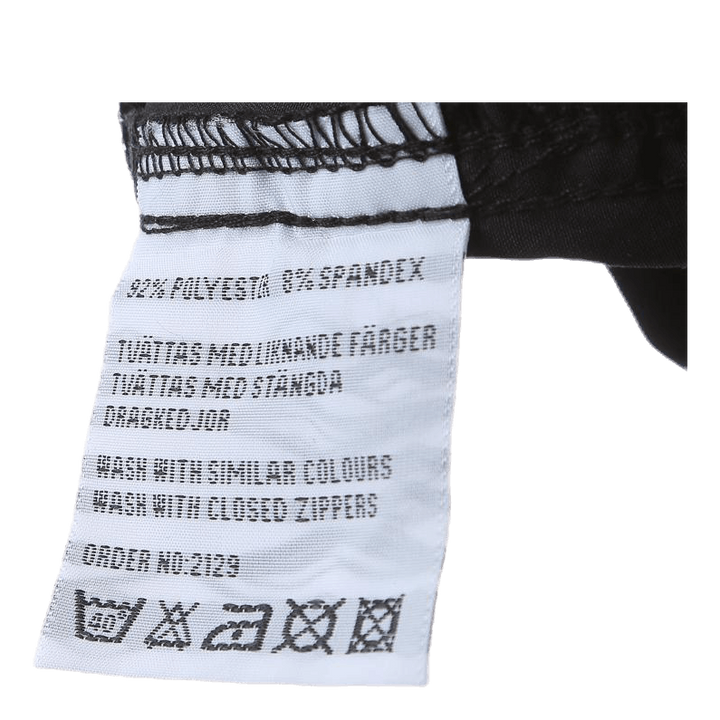 92% POLYESTER 8% SPANDEX
TVÄTTAS MED LIKNANDE FÄRGER
TVÄTTAS MED STÄNGDA
DRAGKEDJOR
WASH WITH SIMILAR COLOURS
WASH WITH CLOSED ZIPPERS
ORDER NO:2129
40°